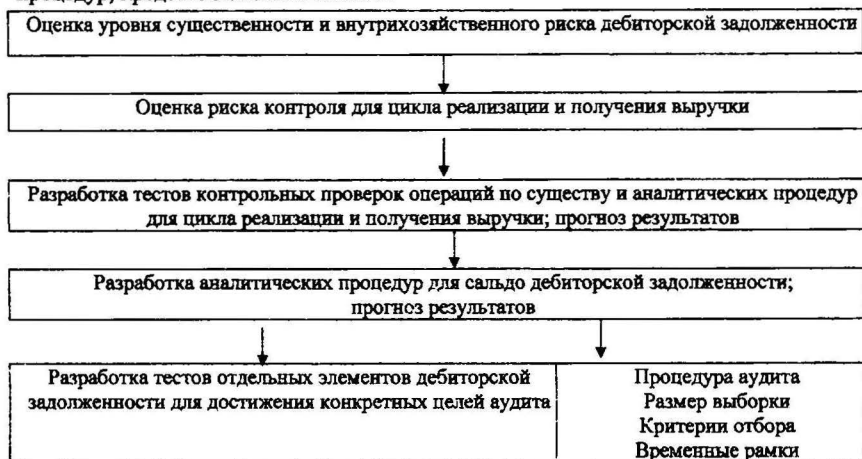 Оценка уровня существенности и внутрихозяйственного риска дебиторской задолженности
Оценка риска контроля для цикла реализации и получения выручки
Разработка тестов контрольных проверок операций по существу и аналитических процедур
для цикла реализации и получения выручки; прогноз результатов
Разработка аналитических процедур для сальдо дебиторской задолженности;
прогноз результатов
Разработка тестов отдельных элементов дебиторской
задолженности для достижения конкретных целей аудита
Процедура аудита
Размер выборки
Критерии отбора
Временные рамки